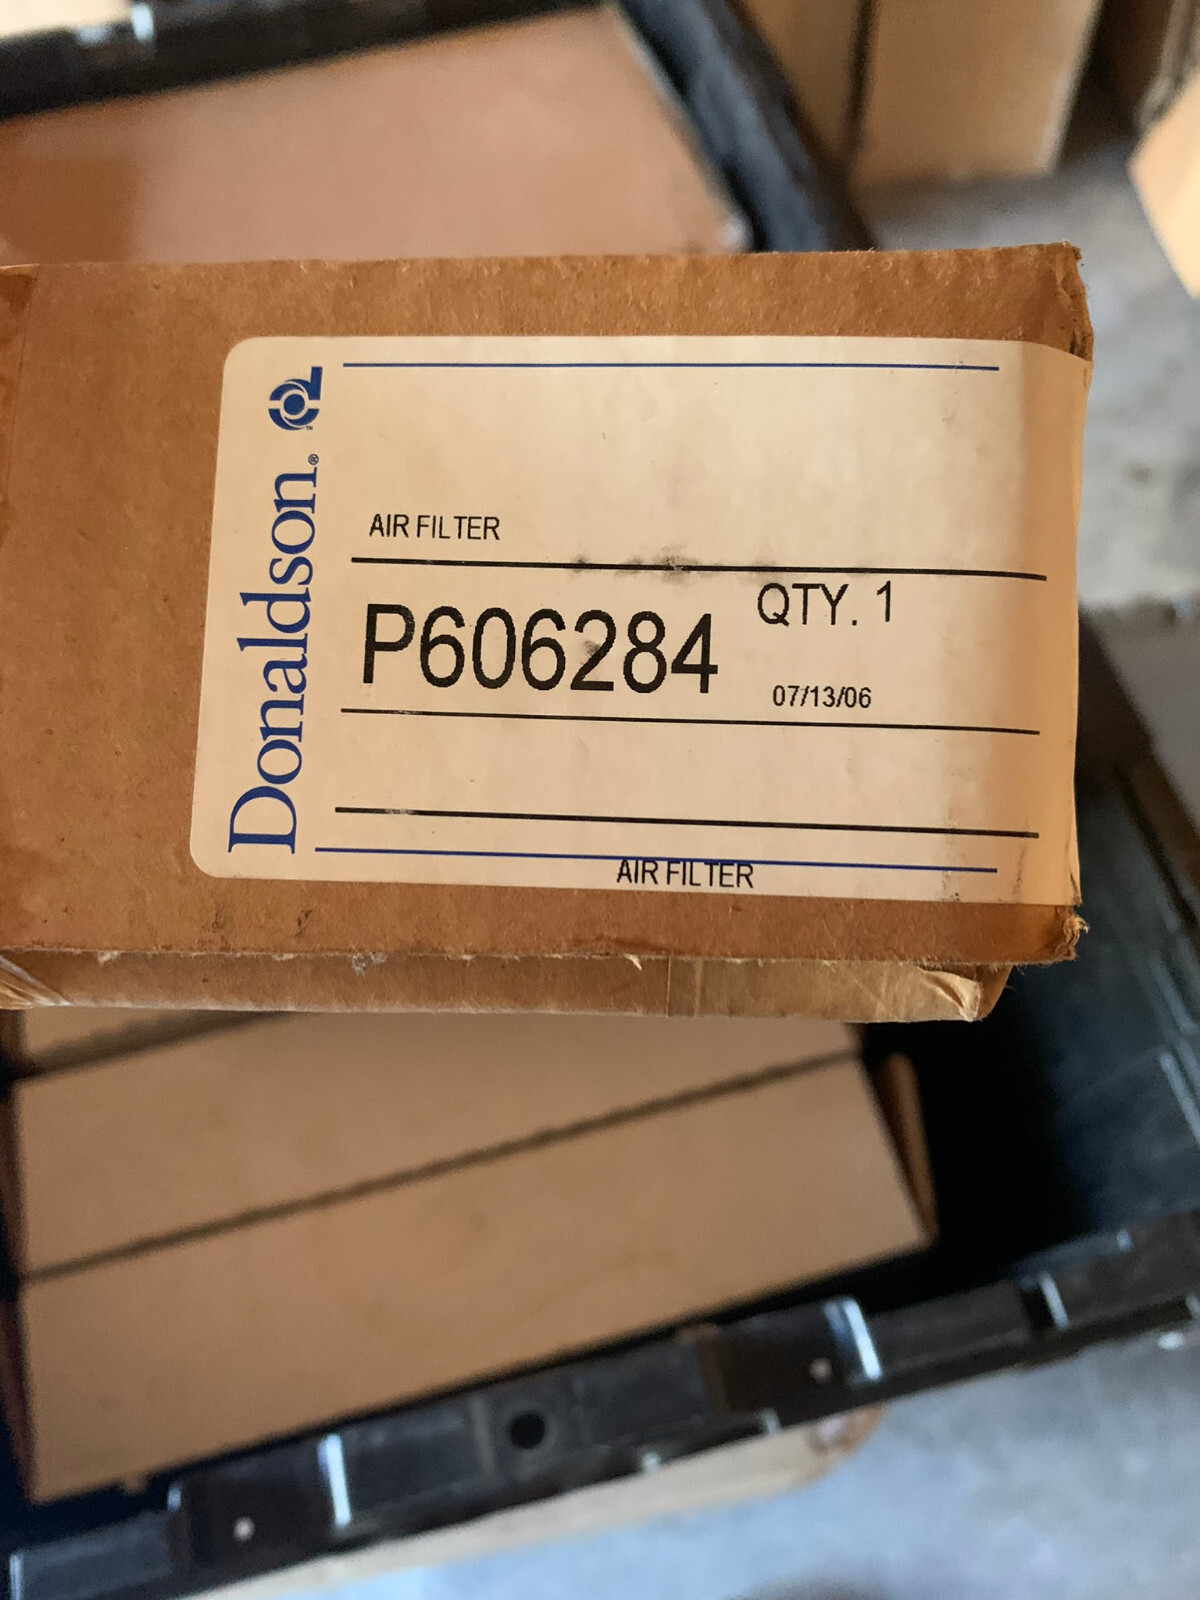 Donaldson.®
AIR FILTER
P606284
QTY. 1
07/13/06
AIR FILTER